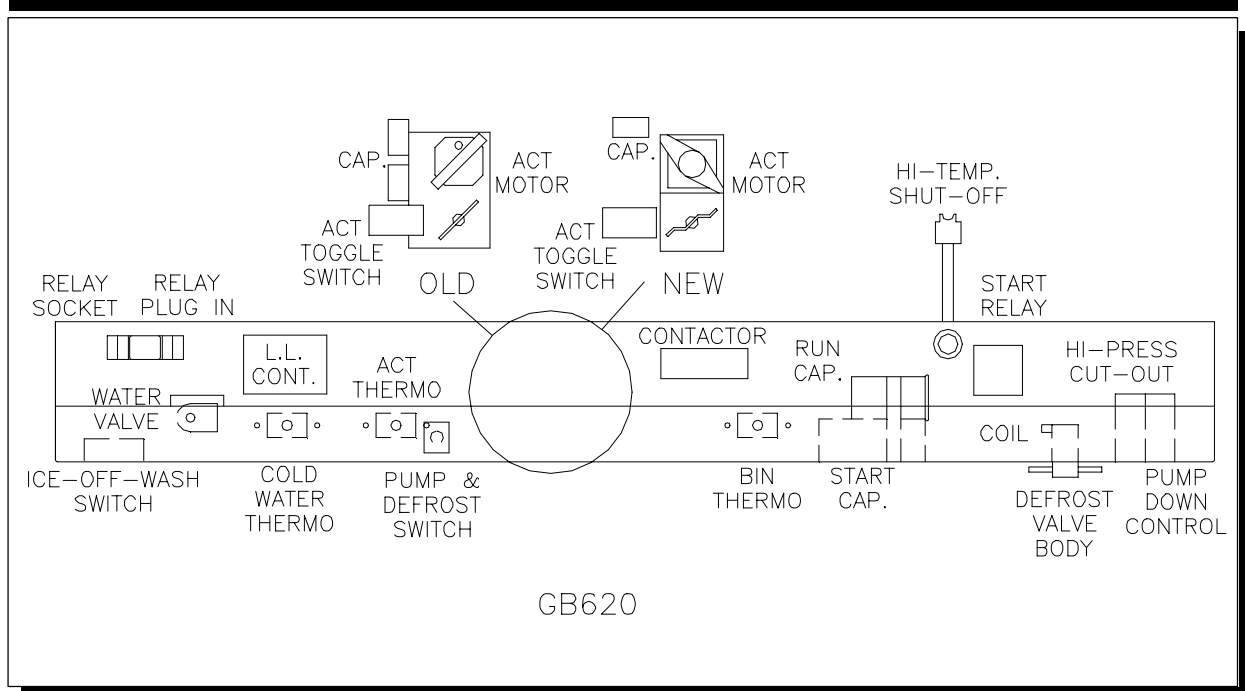 CAP.
ACT
MOTOR
ACT
TOGGLE
SWITCH
OLD
CAP.
ACT
MOTOR
ACT
TOGGLE
SWITCH
NEW
HI-TEMP.
SHUT-OFF
RELAY
SOCKET
RELAY
PLUG IN
START
RELAY
L.L.
CONT.
ACT
THERMO
CONTACTOR
RUN
CAP.
HI-PRESS
CUT-OUT
WATER
VALVE
COIL
ICE-OFF-WASH
SWITCH
COLD
WATER
THERMO
PUMP &
DEFROST
SWITCH
BIN
THERMO
START
CAP.
DEFROST
VALVE
BODY
PUMP
DOWN
CONTROL
GB620